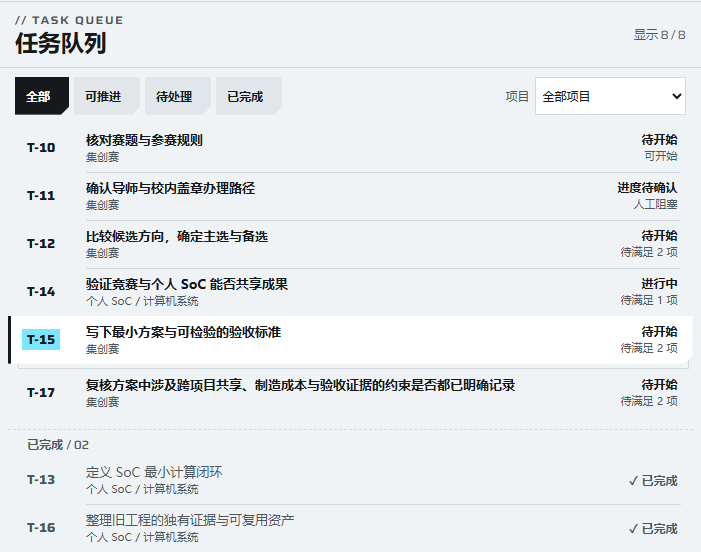 // TASK QUEUE
任务队列
显示 8 / 8
全部 可推进 待处理 已完成 项目 全部项目
T-10 核对赛题与参赛规则 待开始
集创赛 可开始
T-11 确认导师与校内盖章办理路径 进度待确认
集创赛 人工阻塞
T-12 比较候选方向，确定主选与备选 待开始
集创赛 待满足 2 项
T-14 验证竞赛与个人 SoC 能否共享成果 进行中
个人 SoC / 计算机系统 待满足 1 项
T-15 写下最小方案与可检验的验收标准 待开始
集创赛 待满足 2 项
T-17 复核方案中涉及跨项目共享、制造成本与验收证据的约束是否都已明确记录 待开始
集创赛 待满足 2 项
已完成 / 02
T-13 定义 SoC 最小计算闭环 ✓ 已完成
个人 SoC / 计算机系统
T-16 整理旧工程的独有证据与可复用资产 ✓ 已完成
个人 SoC / 计算机系统